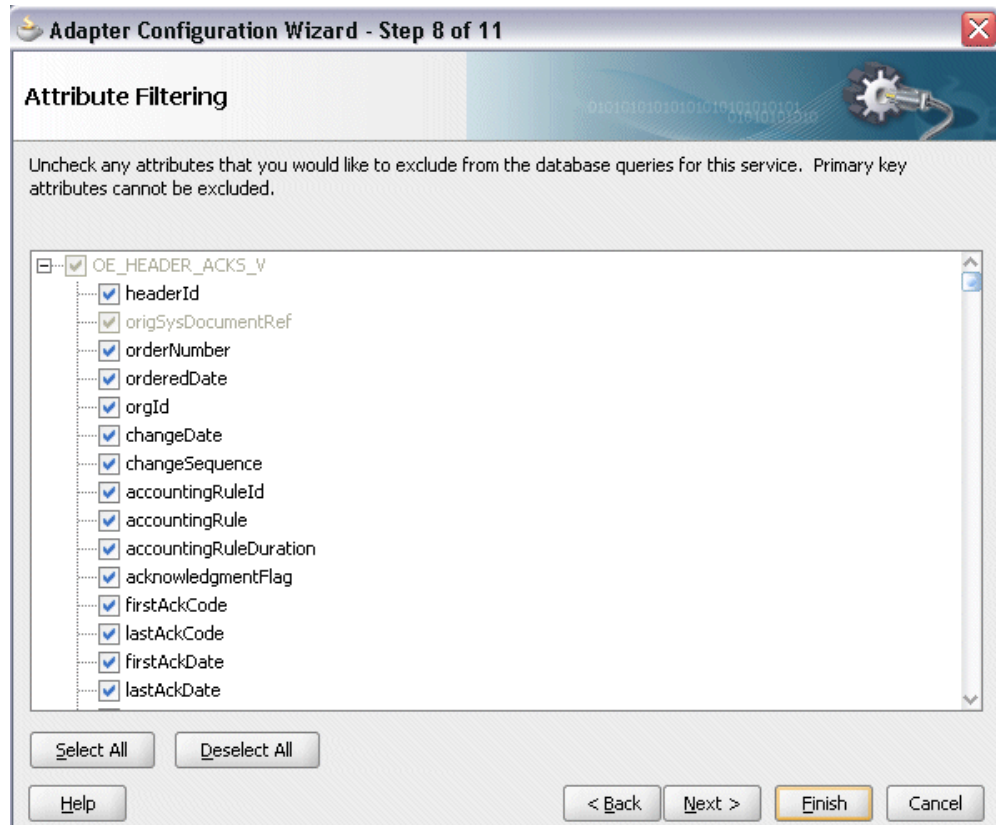 Adapter Configuration Wizard - Step 8 of 11
Attribute Filtering
Uncheck any attributes that you would like to exclude from the database queries for this service. Primary key
attributes cannot be excluded.
OE_HEADER_ACKS_V
headerId
origSysDocumentRef
orderNumber
orderedDate
orgId
changeDate
changeSequence
accountingRuleId
accountingRule
accountingRuleDuration
acknowledgmentFlag
firstAckCode
lastAckCode
firstAckDate
lastAckDate
Select All Deselect All
Help < Back Next > Finish Cancel